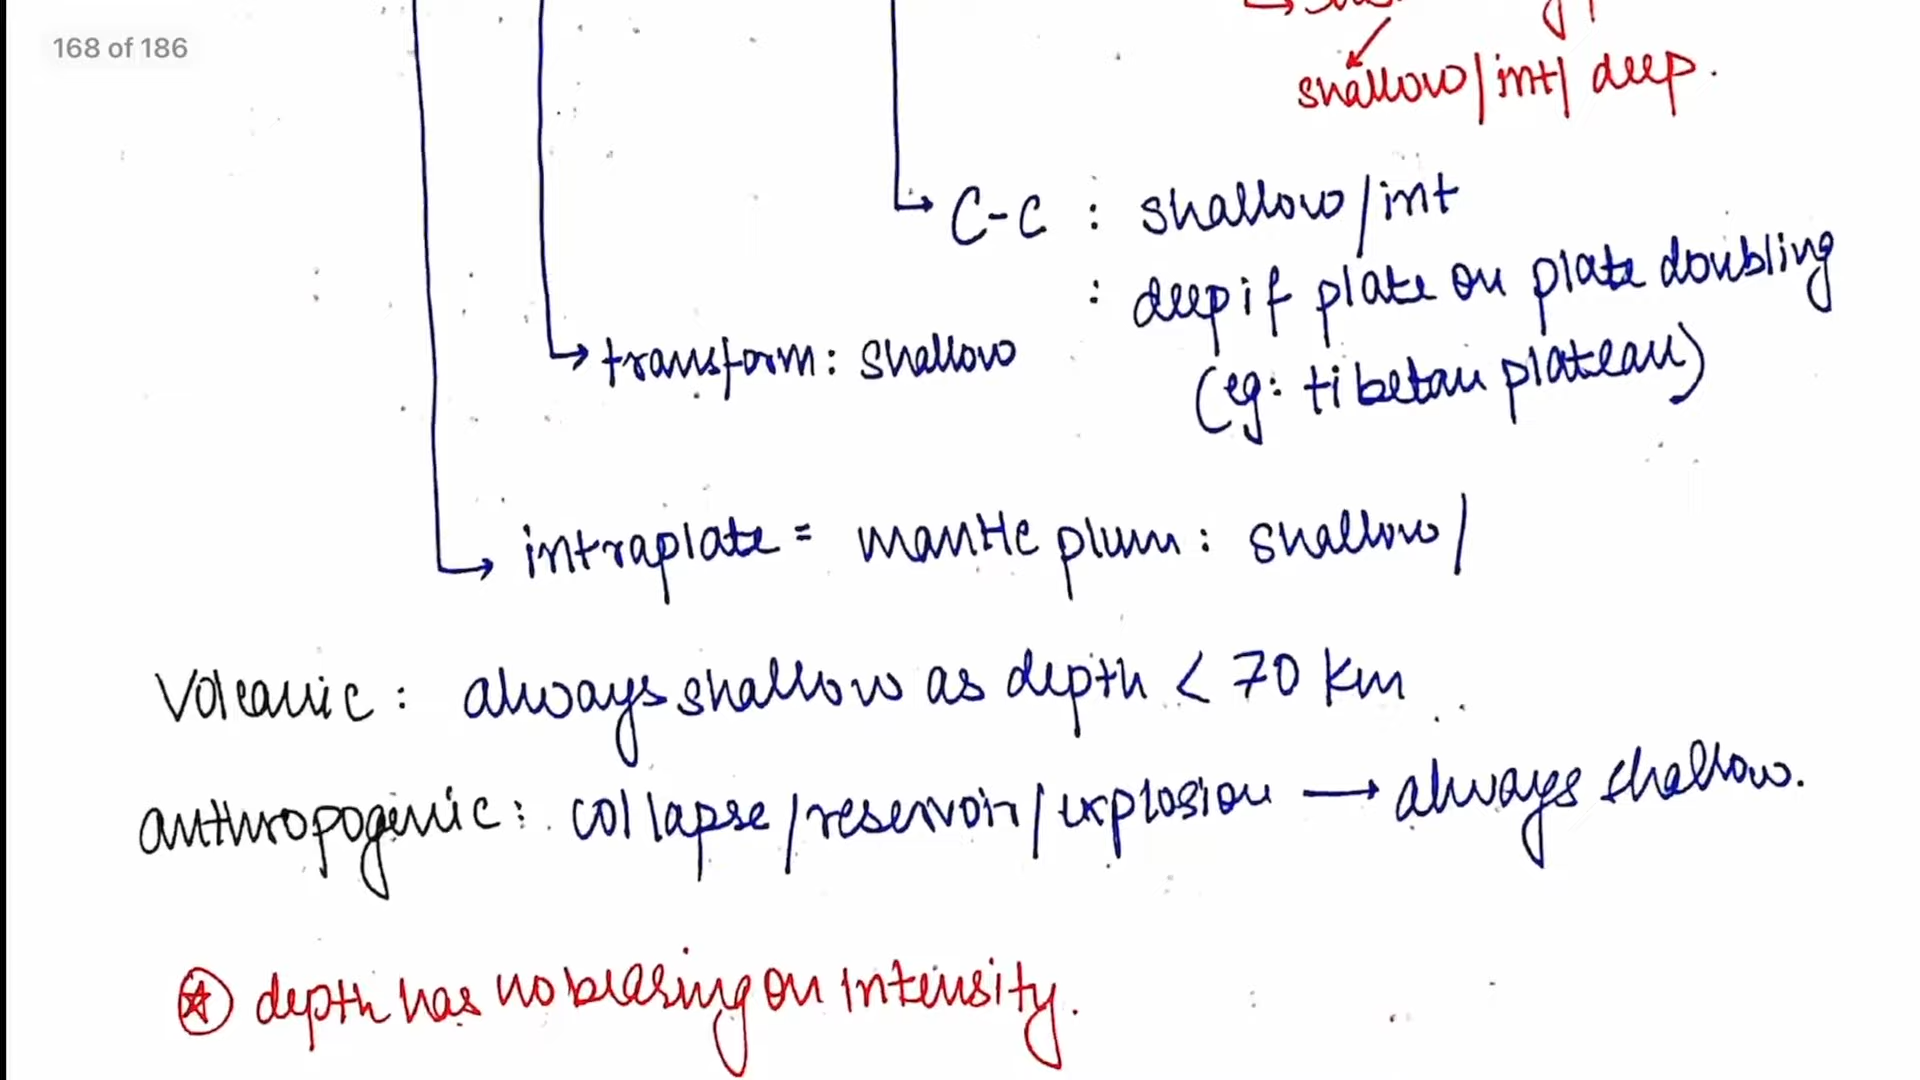 168 of 186
shallow/int/ deep.
C-C : shallow/int
: deep if plate on plate doubling
(eg: tibetan plateau)
transform: shallow
intraplate = mantle plum: shallow/
Volcanic: always shallow as depth < 70 km
anthropogenic: collapse/reservoir/explosion → always shallow.
depth has no bearing on Intensity.